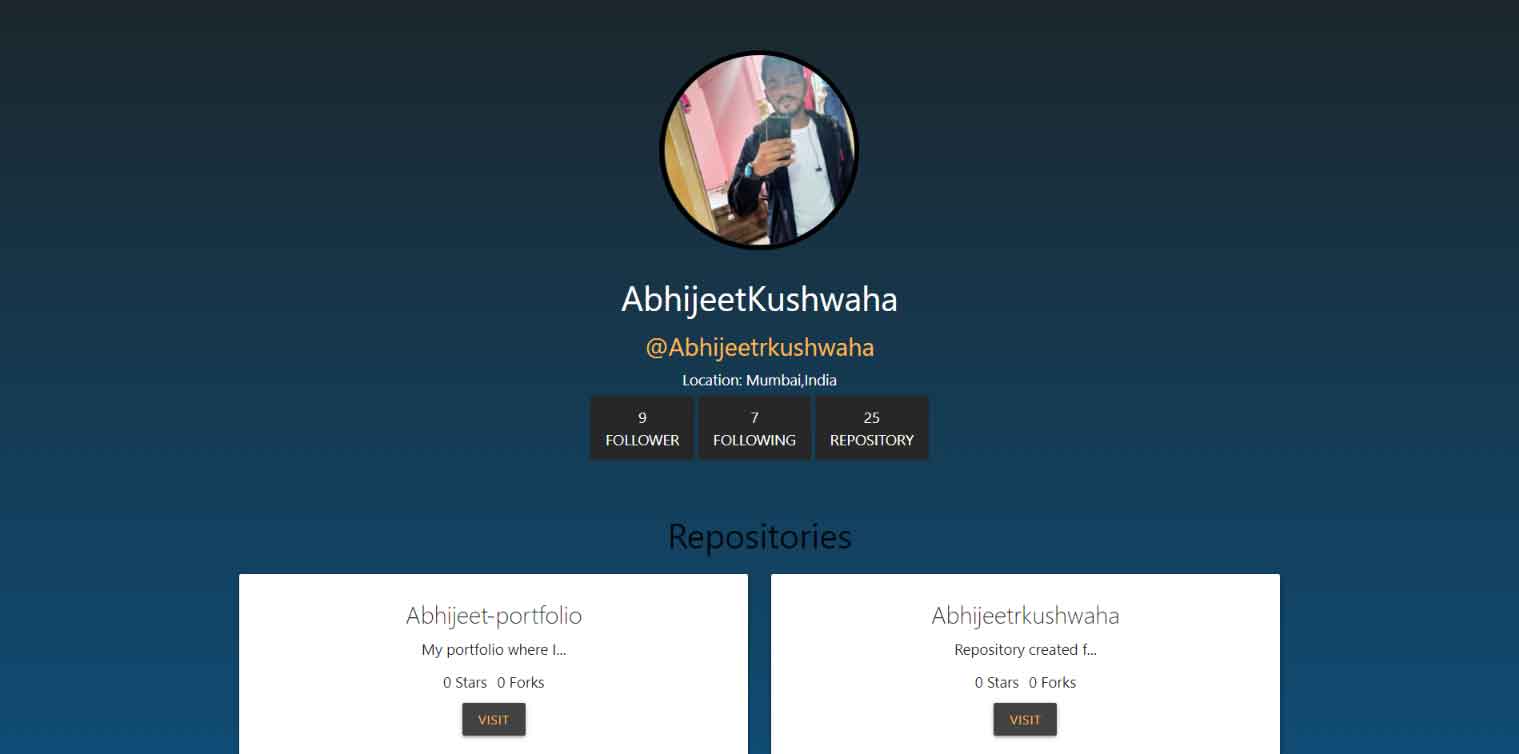 AbhijeetKushwaha
@Abhijeetrkushwaha
Location: Mumbai,India
9 7 25
FOLLOWER FOLLOWING REPOSITORY
Repositories
Abhijeet-portfolio
My portfolio where I...
0 Stars 0 Forks
VISIT
Abhijeetrkushwaha
Repository created f...
0 Stars 0 Forks
VISIT